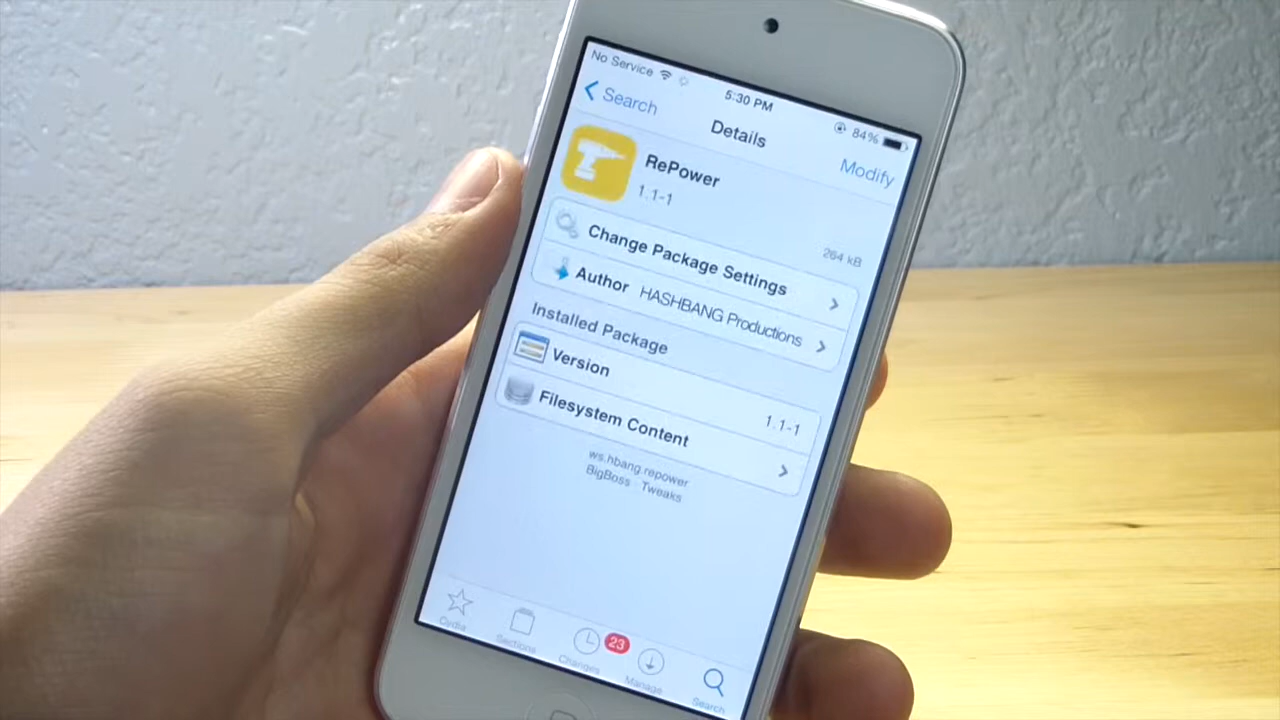 No Service 5:30 PM 84%
Search
Details
Modify
RePower
1.1-1
264 kB
Change Package Settings
Author HASHBANG Productions
Installed Package
Version 1.1-1
Filesystem Content
ws.hbang.repower
BigBoss · Tweaks
Cydia Sections Changes 23 Manage Search